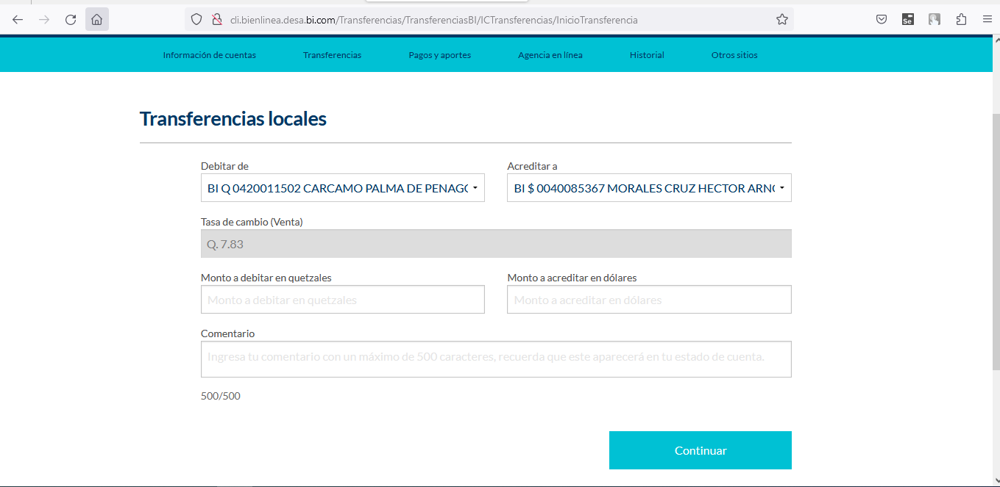 cli.bienlinea.desa.bi.com/Transferencias/TransferenciasBI/ICTransferencias/InicioTransferencia
Se
Información de cuentas Transferencias Pagos y aportes Agencia en línea Historial Otros sitios
Transferencias locales
Debitar de Acreditar a
BI Q 0420011502 CARCAMO PALMA DE PENAGO BI $ 0040085367 MORALES CRUZ HECTOR ARNO
Tasa de cambio (Venta)
Q. 7.83
Monto a debitar en quetzales Monto a acreditar en dólares
Monto a debitar en quetzales Monto a acreditar en dólares
Comentario
Ingresa tu comentario con un máximo de 500 caracteres, recuerda que este aparecerá en tu estado de cuenta.
500/500
Continuar